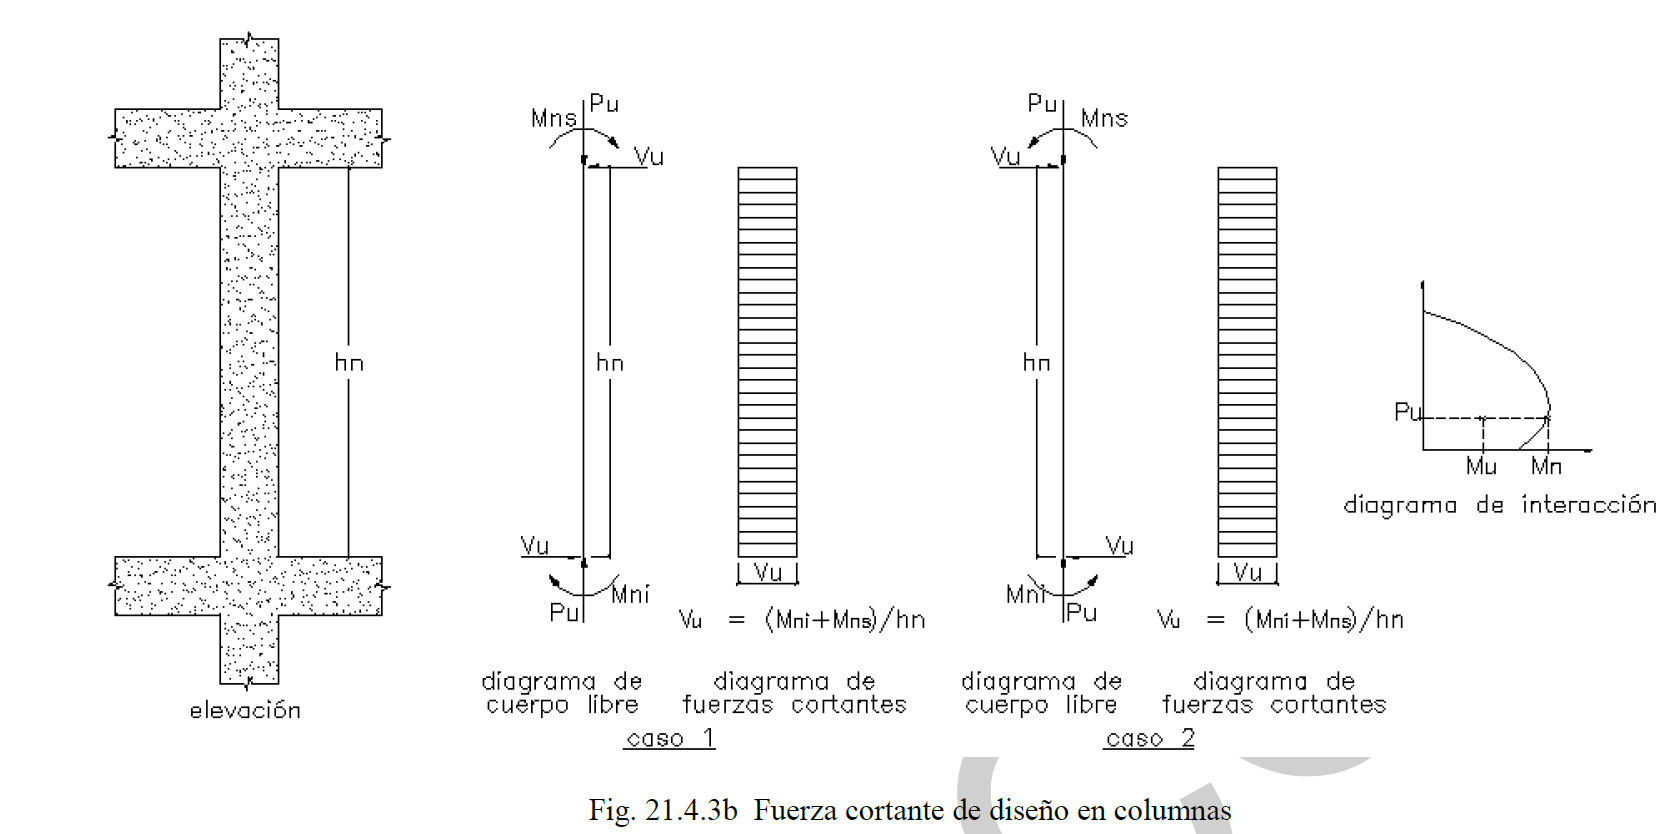 elevación
hn
Mns
Pu
Vu
hn
Vu
Pu
Mni
diagrama de
cuerpo libre
Vu
Vu = (Mni+Mns)/hn
diagrama de
fuerzas cortantes
caso 1
Pu
Mns
Vu
hn
Vu
Mni
Pu
diagrama de
cuerpo libre
Vu
Vu = (Mni+Mns)/hn
diagrama de
fuerzas cortantes
caso 2
Pu
Mu
Mn
diagrama de interacción
Fig. 21.4.3b Fuerza cortante de diseño en columnas